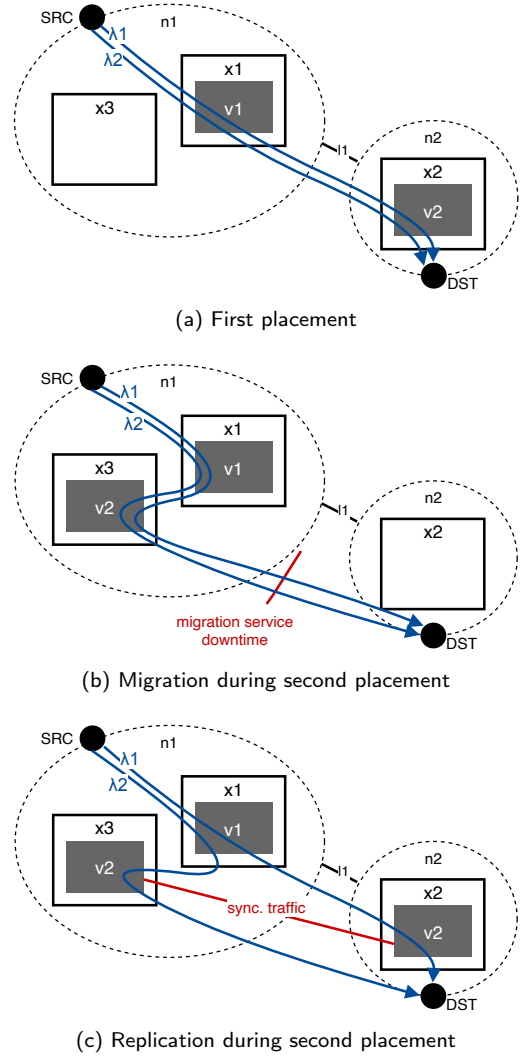 SRC
n1
λ1
λ2
x1
x3
v1
l1
n2
x2
v2
DST
(a) First placement
SRC
n1
λ1
λ2
x1
x3
v1
v2
l1
n2
x2
migration service
downtime
DST
(b) Migration during second placement
SRC
n1
λ1
λ2
x1
x3
v1
v2
l1
n2
x2
sync. traffic
v2
DST
(c) Replication during second placement